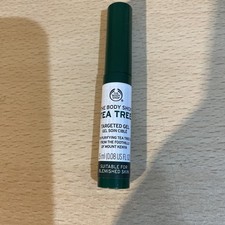 THE BODY SHOP
TEA TREE
TARGETED GEL
GEL SOIN CIBLÉ
PURIFYING TEA TREE
FROM THE FOOTHILLS
OF MOUNT KENYA
SUITABLE FOR
BLEMISHED SKIN